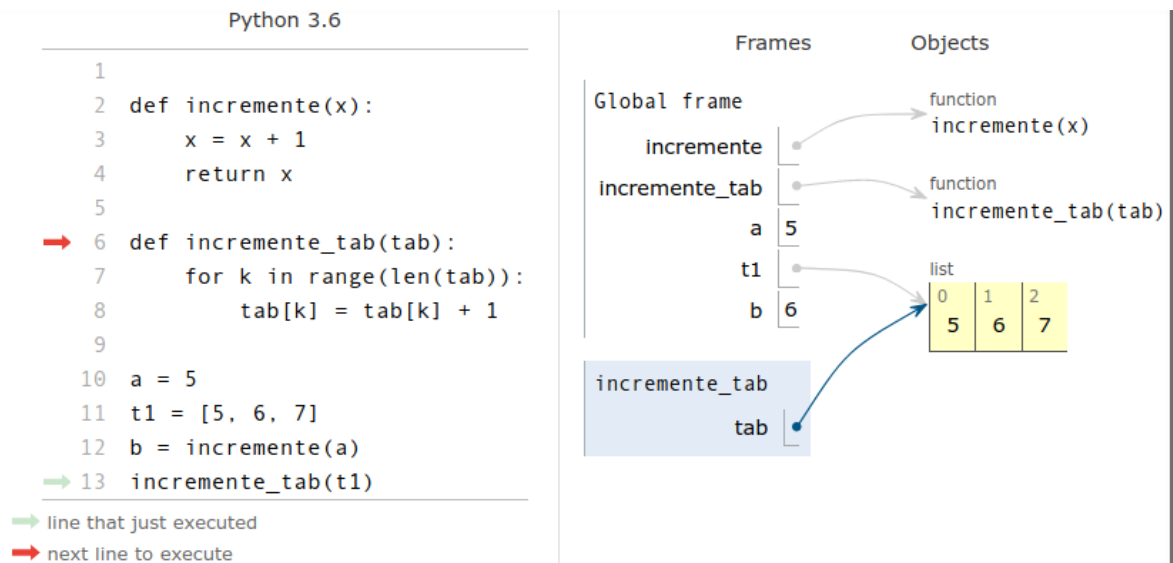 Python 3.6
1
2 def incremente(x):
3     x = x + 1
4     return x
5
6 def incremente_tab(tab):
7     for k in range(len(tab)):
8         tab[k] = tab[k] + 1
9
10 a = 5
11 t1 = [5, 6, 7]
12 b = incremente(a)
13 incremente_tab(t1)
line that just executed
next line to execute
Frames Objects
Global frame
incremente
incremente_tab
a 5
t1
b 6
function
incremente(x)
function
incremente_tab(tab)
list
0 1 2
5 6 7
incremente_tab
tab